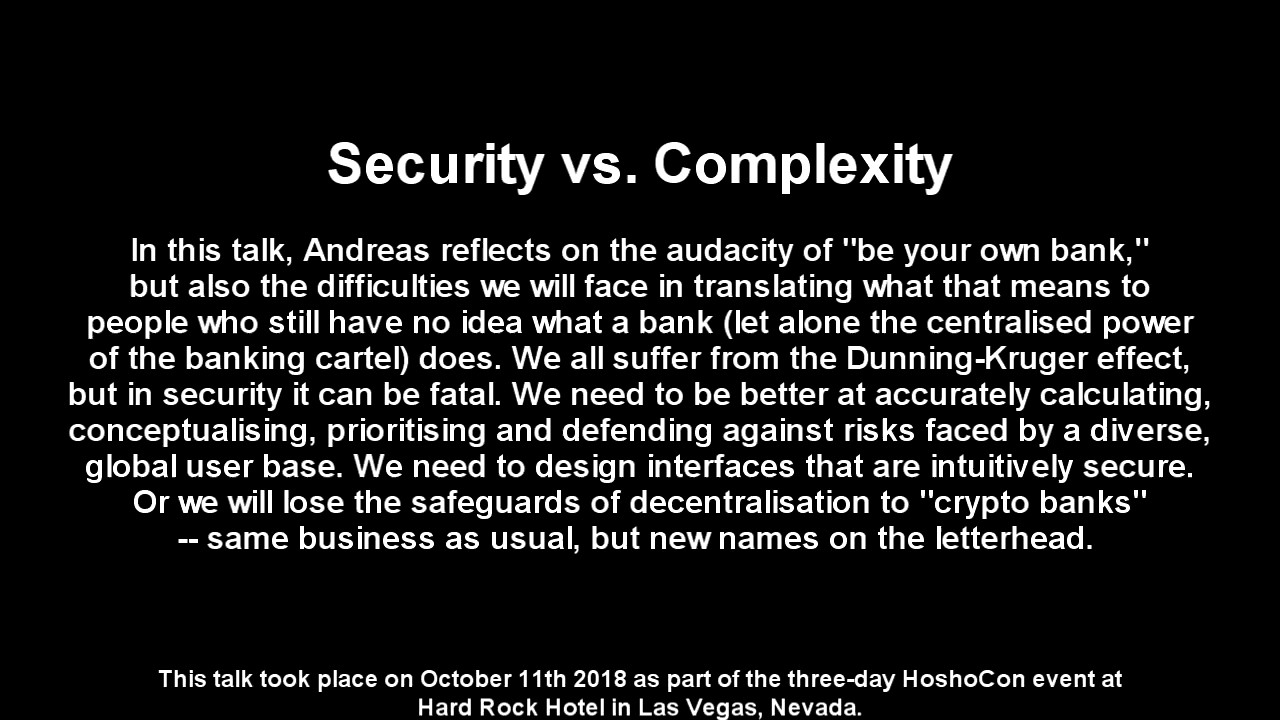 Security vs. Complexity
In this talk, Andreas reflects on the audacity of "be your own bank,"
but also the difficulties we will face in translating what that means to
people who still have no idea what a bank (let alone the centralised power
of the banking cartel) does. We all suffer from the Dunning-Kruger effect,
but in security it can be fatal. We need to be better at accurately calculating,
conceptualising, prioritising and defending against risks faced by a diverse,
global user base. We need to design interfaces that are intuitively secure.
Or we will lose the safeguards of decentralisation to "crypto banks"
-- same business as usual, but new names on the letterhead.
This talk took place on October 11th 2018 as part of the three-day HoshoCon event at
Hard Rock Hotel in Las Vegas, Nevada.